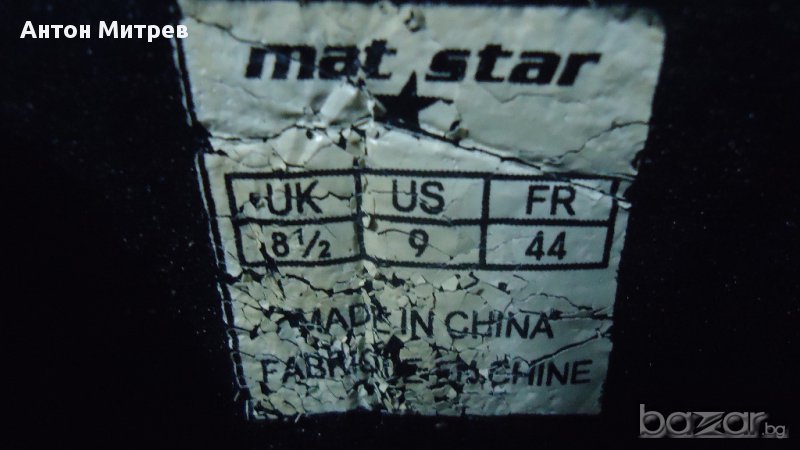 Антон Митрев
mat star
UK US FR
8½ 9 44
MADE IN CHINA
FABRIQUE EN CHINE
bazar.bg